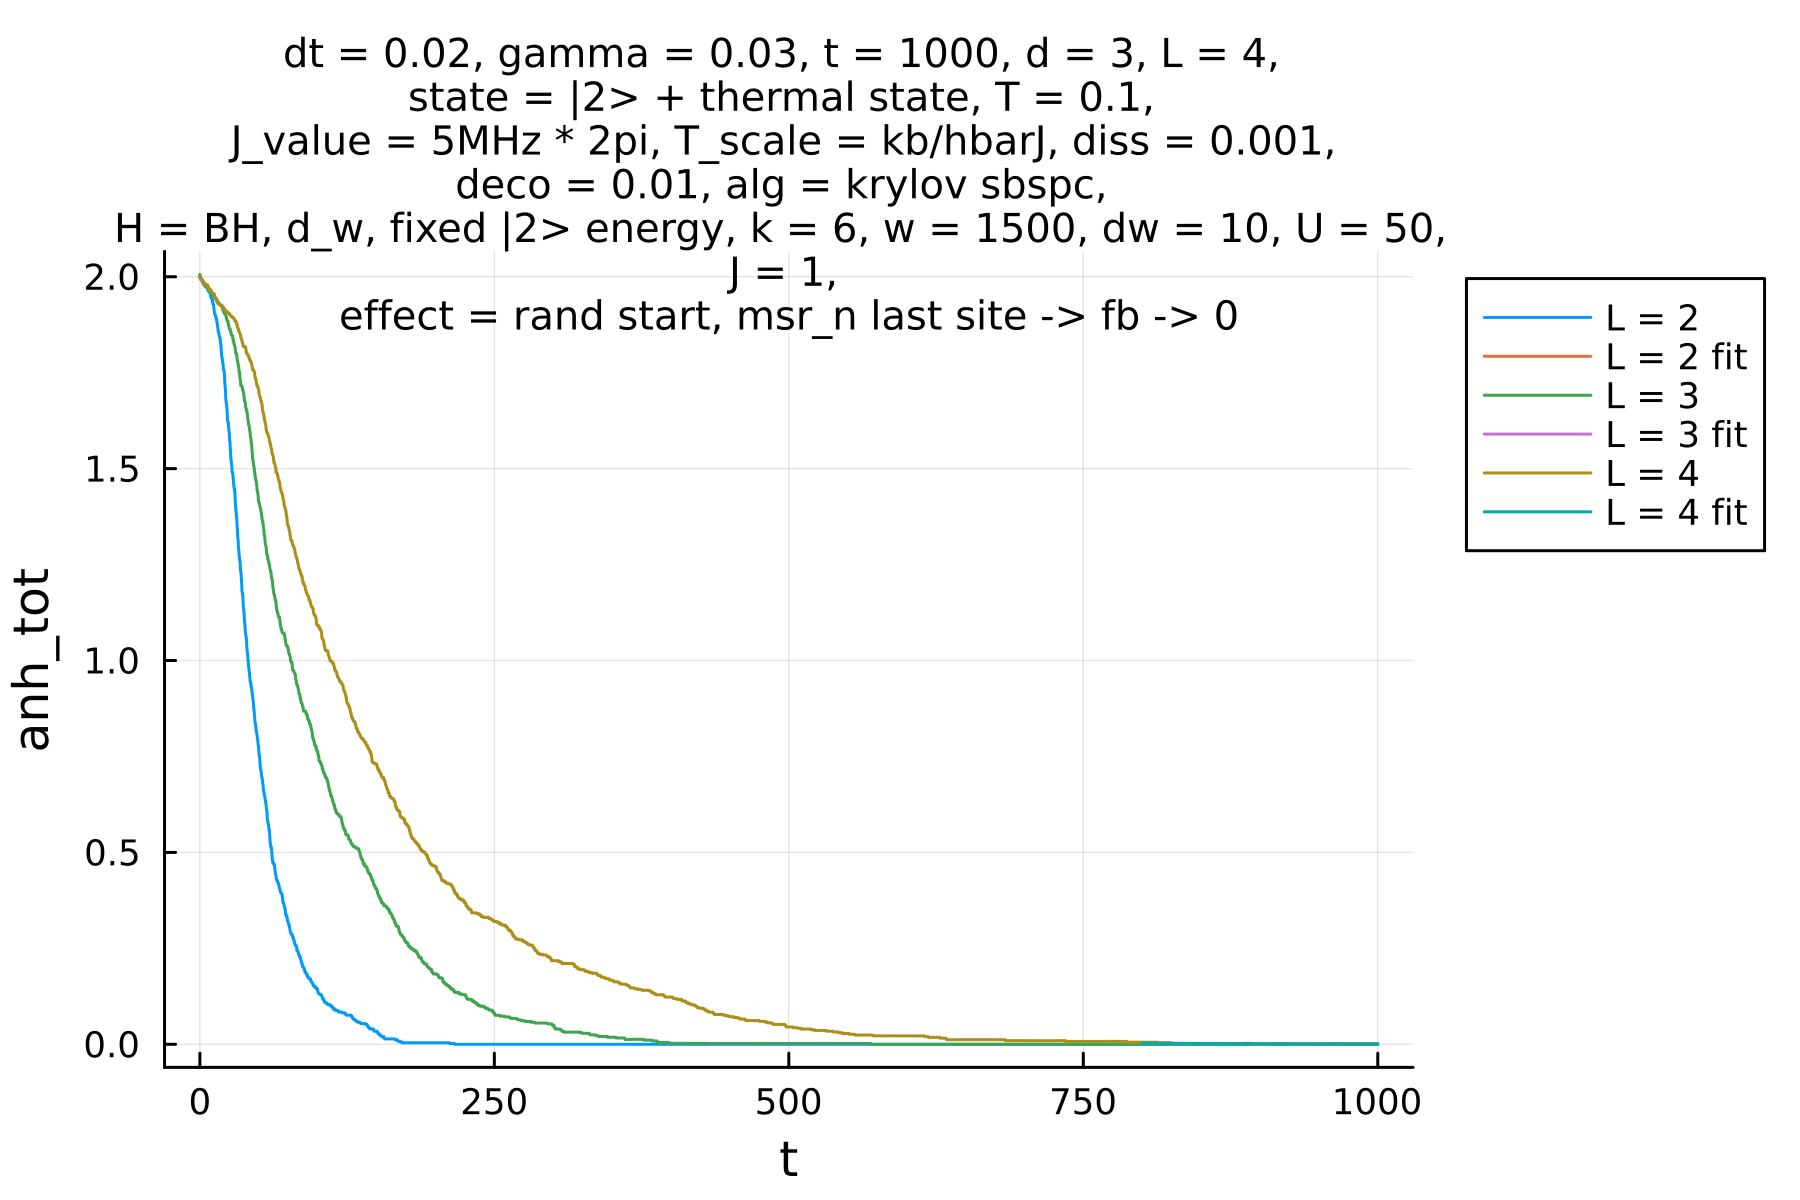 dt = 0.02, gamma = 0.03, t = 1000, d = 3, L = 4,
state = |2> + thermal state, T = 0.1,
J_value = 5MHz * 2pi, T_scale = kb/hbarJ, diss = 0.001,
deco = 0.01, alg = krylov sbspc,
H = BH, d_w, fixed |2> energy, k = 6, w = 1500, dw = 10, U = 50,
J = 1,
effect = rand start, msr_n last site -> fb -> 0
2.0
1.5
1.0
0.5
0.0
anh_tot
0
250
500
750
1000
t
L = 2
L = 2 fit
L = 3
L = 3 fit
L = 4
L = 4 fit